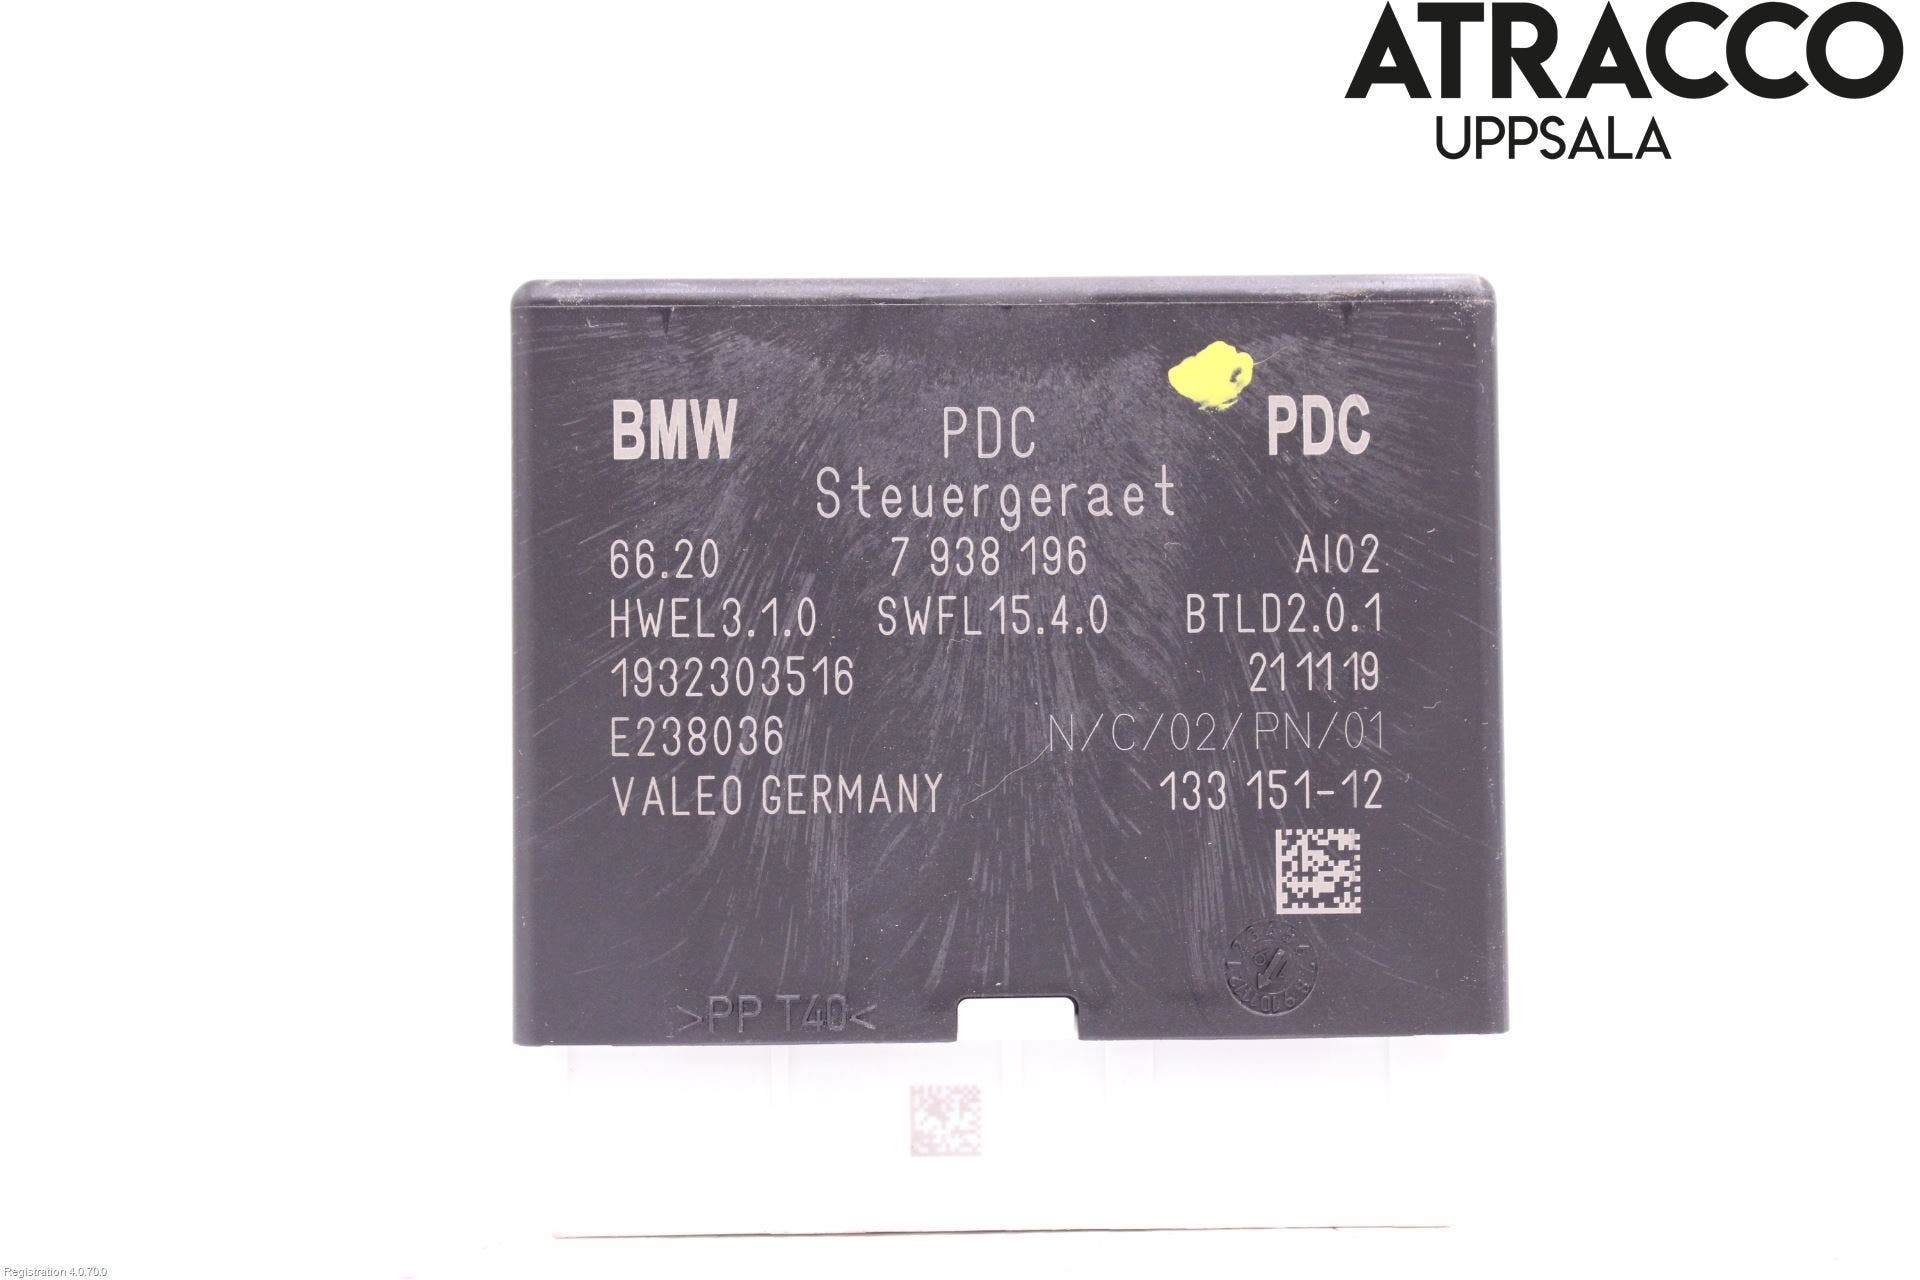 ATRACCO
UPPSALA
BMW PDC PDC
Steuergeraet
66.20 7 938 196 AI02
HWEL3.1.0 SWFL15.4.0 BTLD2.0.1
1932303516 211119
E238036 N/C/02/PN/01
VALEO GERMANY 133 151-12
>PP T40<
Registration 4.0.70.0